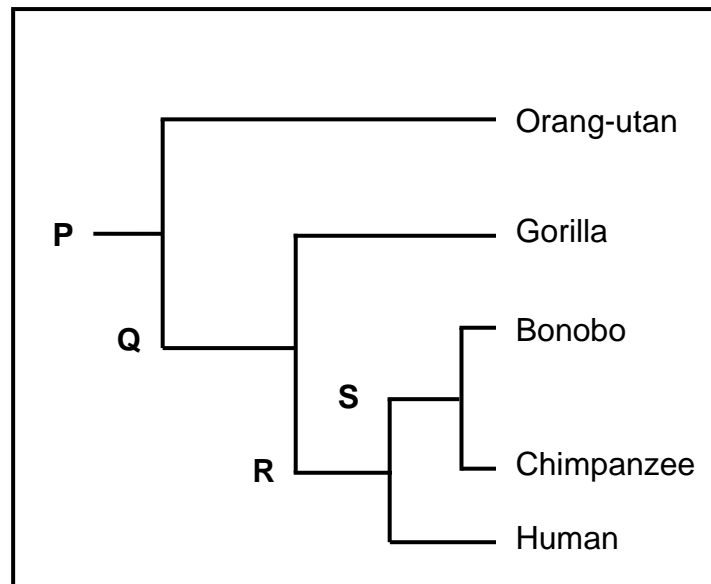 Orang-utan
P
Gorilla
Q
Bonobo
S
R
Chimpanzee
Human